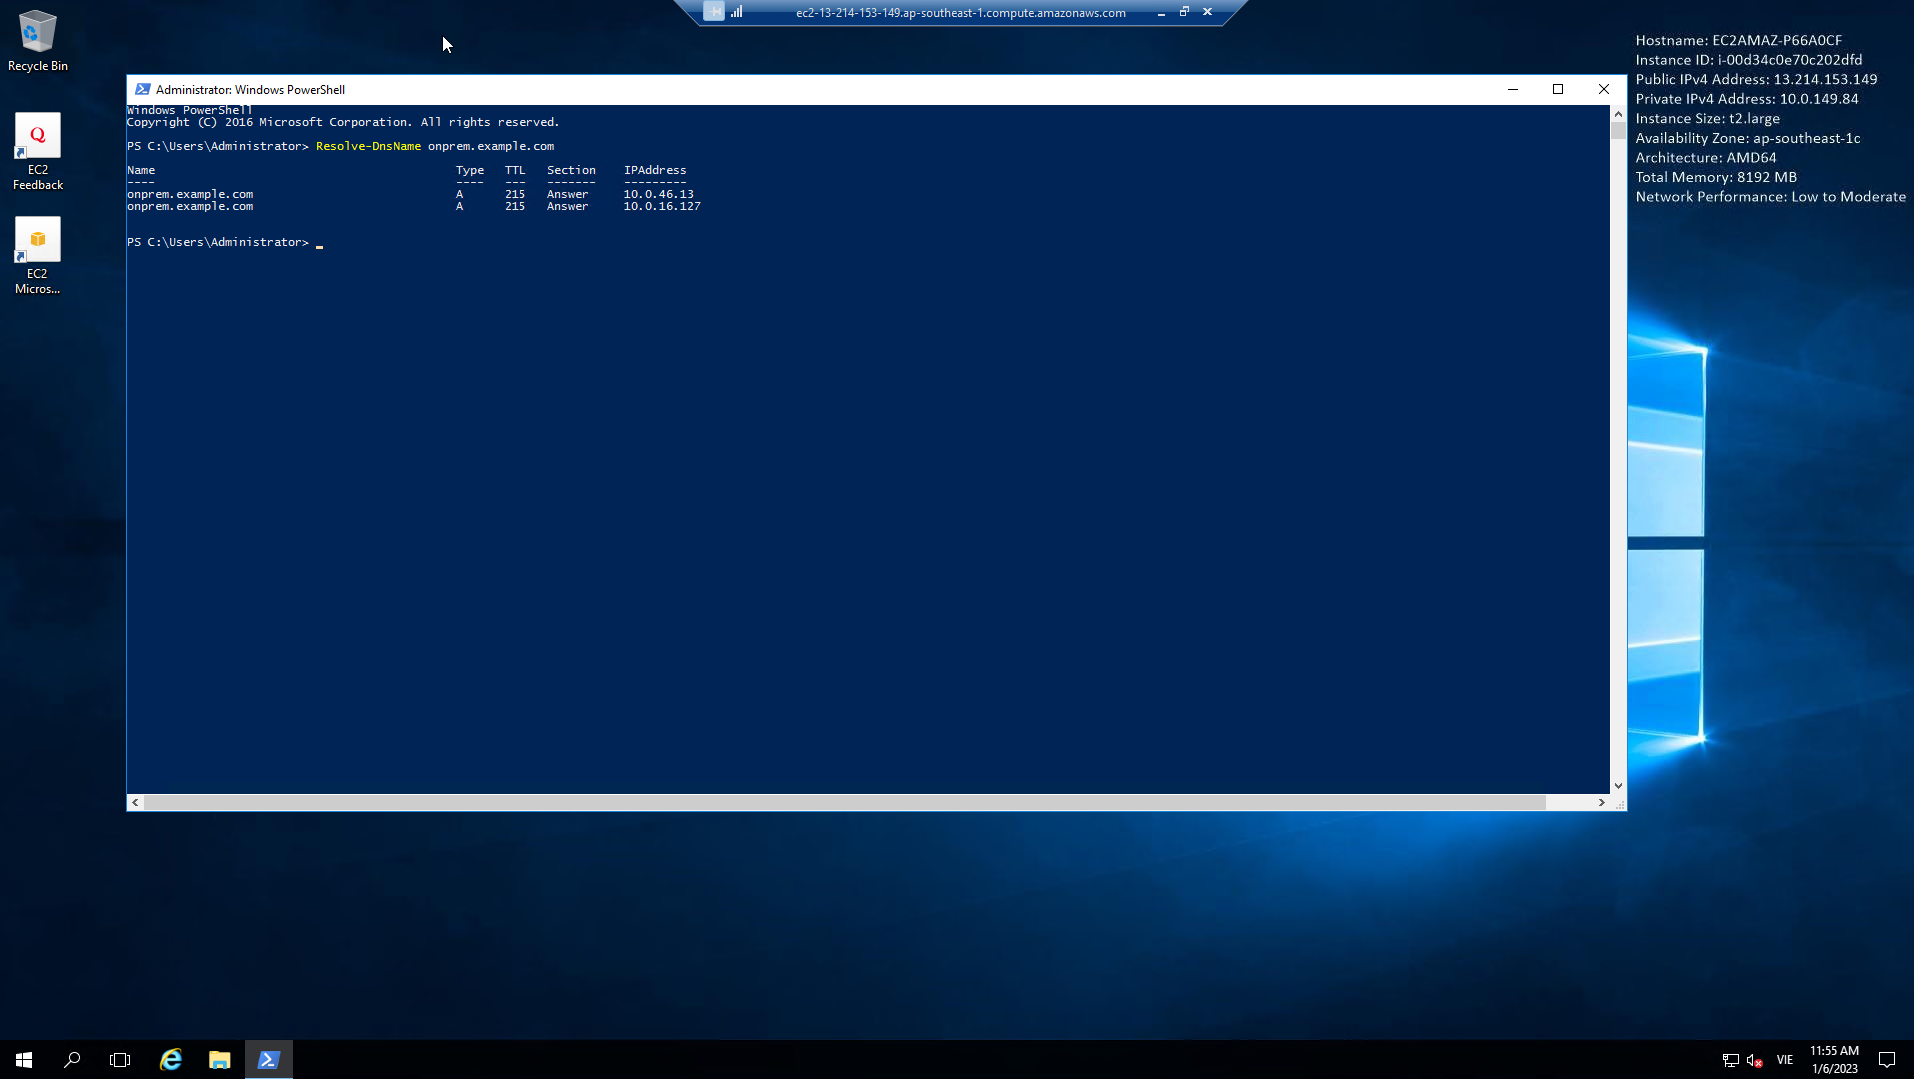 ec2-13-214-153-149.ap-southeast-1.compute.amazonaws.com
Recycle Bin
EC2
Feedback
EC2
Micros...
Hostname: EC2AMAZ-P66A0CF
Instance ID: i-00d34c0e70c202dfd
Public IPv4 Address: 13.214.153.149
Private IPv4 Address: 10.0.149.84
Instance Size: t2.large
Availability Zone: ap-southeast-1c
Architecture: AMD64
Total Memory: 8192 MB
Network Performance: Low to Moderate
Administrator: Windows PowerShell
Windows PowerShell
Copyright (C) 2016 Microsoft Corporation. All rights reserved.
PS C:\Users\Administrator> Resolve-DnsName onprem.example.com
Name Type TTL Section IPAddress
---- ---- --- ------- ---------
onprem.example.com A 215 Answer 10.0.46.13
onprem.example.com A 215 Answer 10.0.16.127
PS C:\Users\Administrator> _
VIE
11:55 AM
1/6/2023